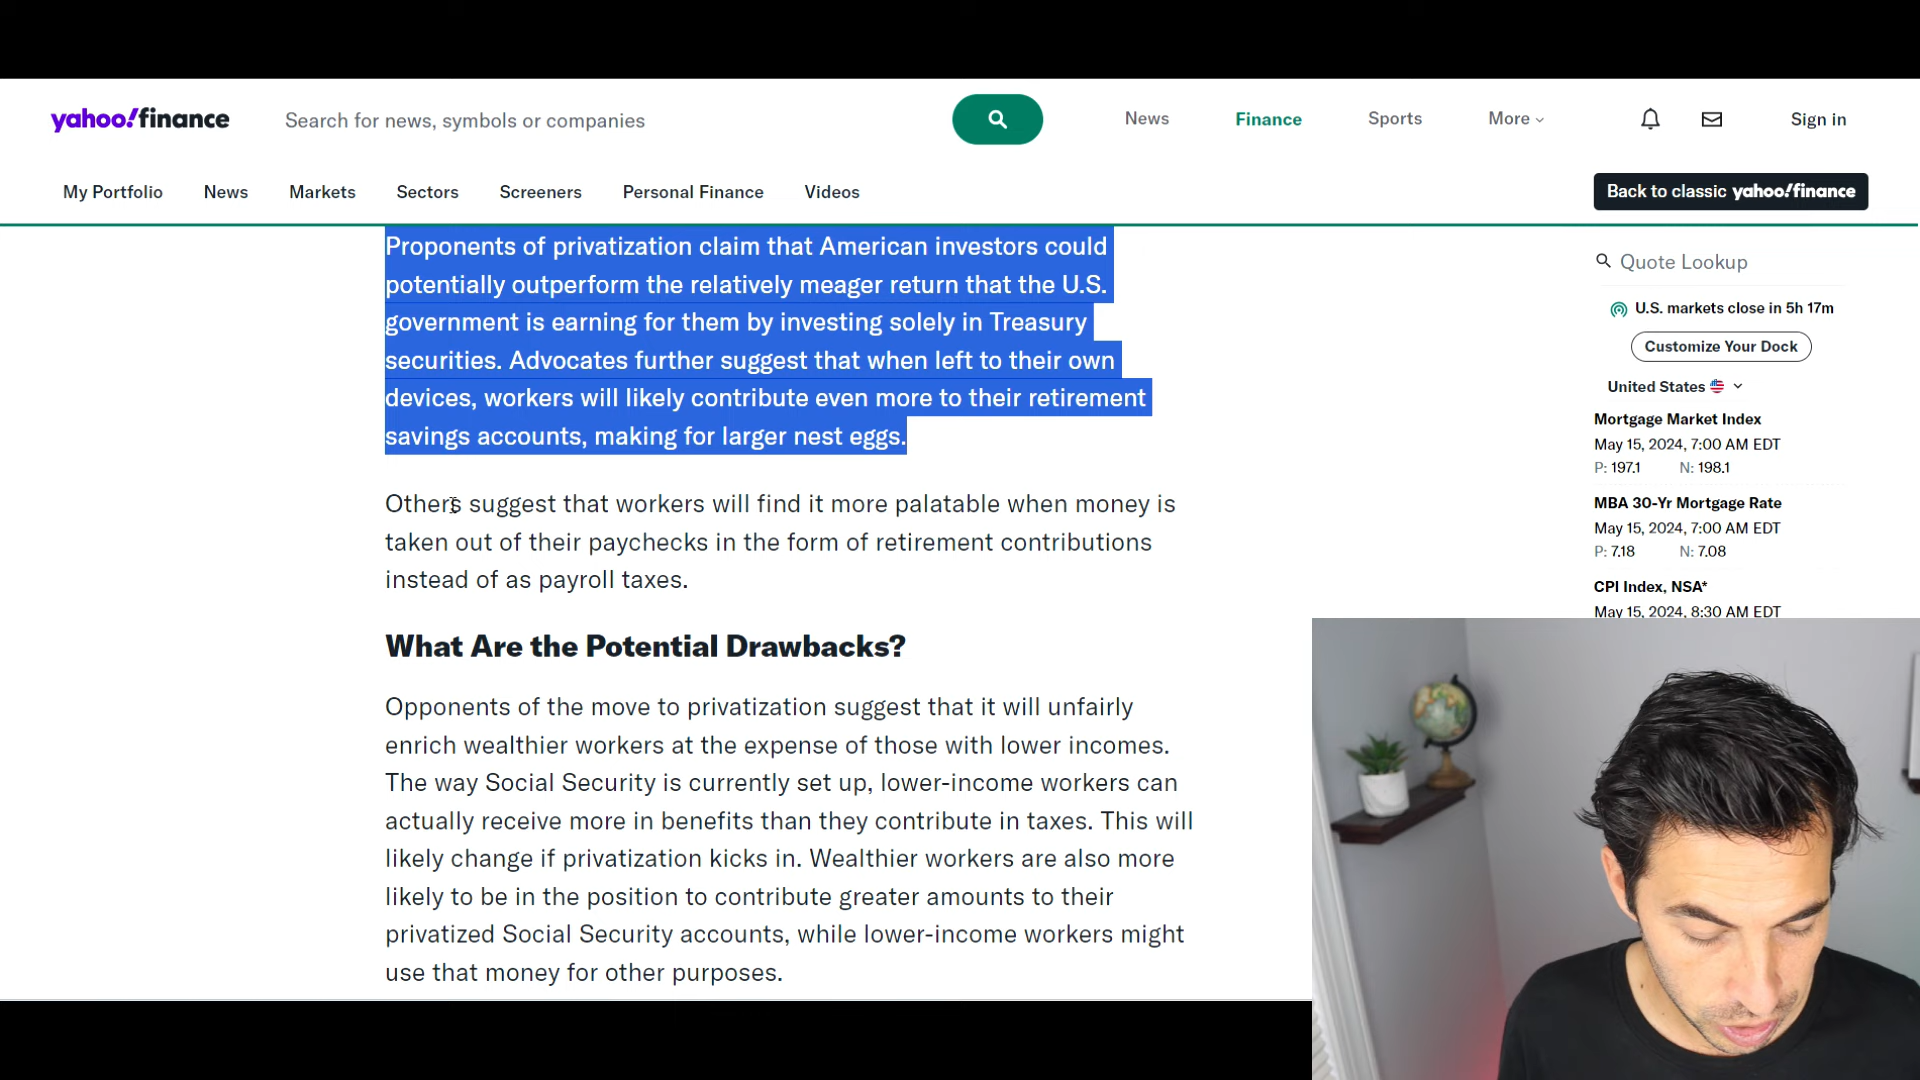 yahoo!finance
Search for news, symbols or companies
News
Finance
Sports
More
Sign in
My Portfolio
News
Markets
Sectors
Screeners
Personal Finance
Videos
Back to classic yahoo!finance
Proponents of privatization claim that American investors could
potentially outperform the relatively meager return that the U.S.
government is earning for them by investing solely in Treasury
securities. Advocates further suggest that when left to their own
devices, workers will likely contribute even more to their retirement
savings accounts, making for larger nest eggs.
Others suggest that workers will find it more palatable when money is
taken out of their paychecks in the form of retirement contributions
instead of as payroll taxes.
What Are the Potential Drawbacks?
Opponents of the move to privatization suggest that it will unfairly
enrich wealthier workers at the expense of those with lower incomes.
The way Social Security is currently set up, lower-income workers can
actually receive more in benefits than they contribute in taxes. This will
likely change if privatization kicks in. Wealthier workers are also more
likely to be in the position to contribute greater amounts to their
privatized Social Security accounts, while lower-income workers might
use that money for other purposes.
Quote Lookup
U.S. markets close in 5h 17m
Customize Your Dock
United States
Mortgage Market Index
May 15, 2024, 7:00 AM EDT
P: 197.1 N: 198.1
MBA 30-Yr Mortgage Rate
May 15, 2024, 7:00 AM EDT
P: 7.18 N: 7.08
CPI Index, NSA*
May 15, 2024, 8:30 AM EDT